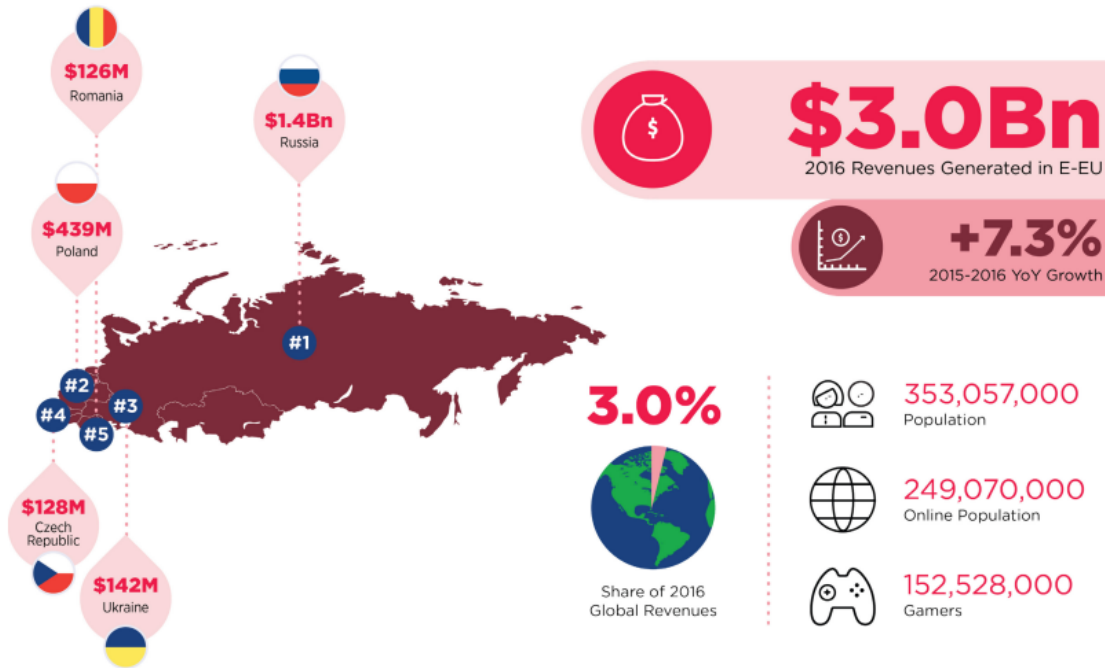 $126M
Romania
$1.4Bn
Russia
$439M
Poland
#1
#2
#3
#4
#5
$128M
Czech
Republic
$142M
Ukraine
$
$3.0Bn
2016 Revenues Generated in E-EU
$
+7.3%
2015-2016 YoY Growth
3.0%
Share of 2016
Global Revenues
353,057,000
Population
249,070,000
Online Population
152,528,000
Gamers